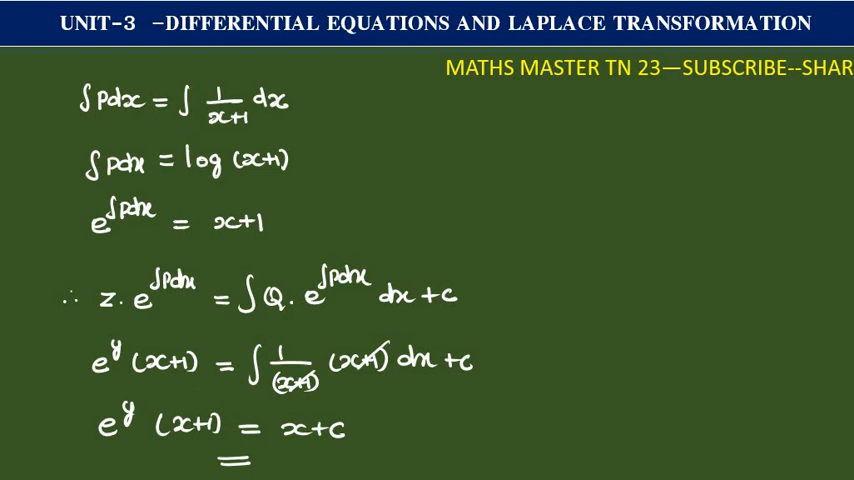 UNIT-3 -DIFFERENTIAL EQUATIONS AND LAPLACE TRANSFORMATION
MATHS MASTER TN 23—SUBSCRIBE--SHAR
∫Pdx = ∫ 1/(x+1) dx
∫Pdx = log (x+1)
e^∫Pdx = x+1
∴ z. e^∫Pdx = ∫Q. e^∫Pdx dx + c
e^y (x+1) = ∫ 1/(x+1) (x+1) dx + c
e^y (x+1) = x+c